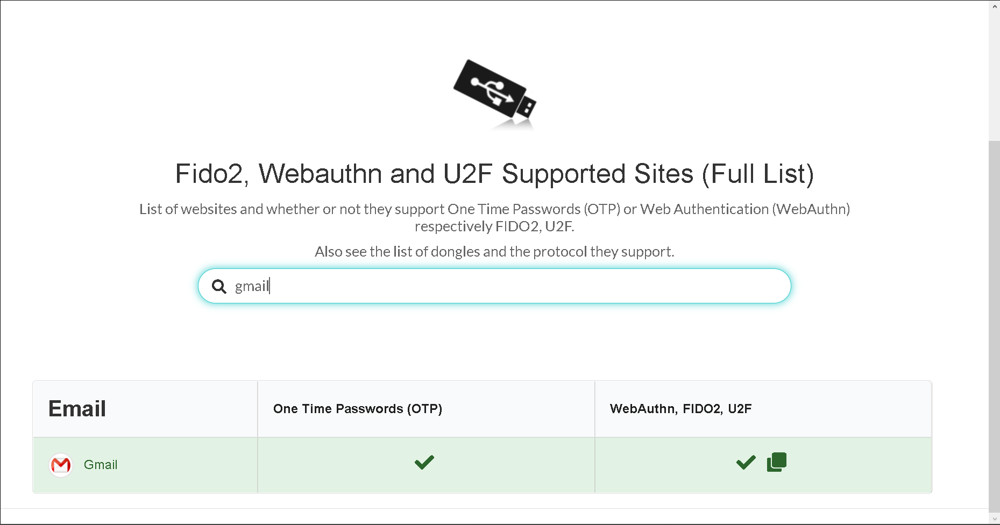 Fido2, Webauthn and U2F Supported Sites (Full List)
List of websites and whether or not they support One Time Passwords (OTP) or Web Authentication (WebAuthn)
respectively FIDO2, U2F.
Also see the list of dongles and the protocol they support.
gmail
Email
One Time Passwords (OTP)
WebAuthn, FIDO2, U2F
Gmail